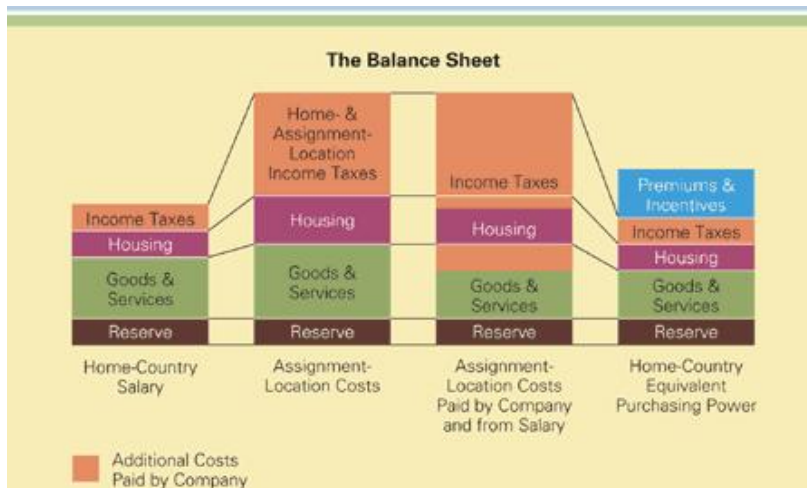 The Balance Sheet
Income Taxes
Housing
Goods &
Services
Reserve
Home-Country
Salary
Home- &
Assignment-
Location
Income Taxes
Housing
Goods &
Services
Reserve
Assignment-
Location Costs
Income Taxes
Housing
Goods &
Services
Reserve
Assignment-
Location Costs
Paid by Company
and from Salary
Premiums &
Incentives
Income Taxes
Housing
Goods &
Services
Reserve
Home-Country
Equivalent
Purchasing Power
Additional Costs
Paid by Company